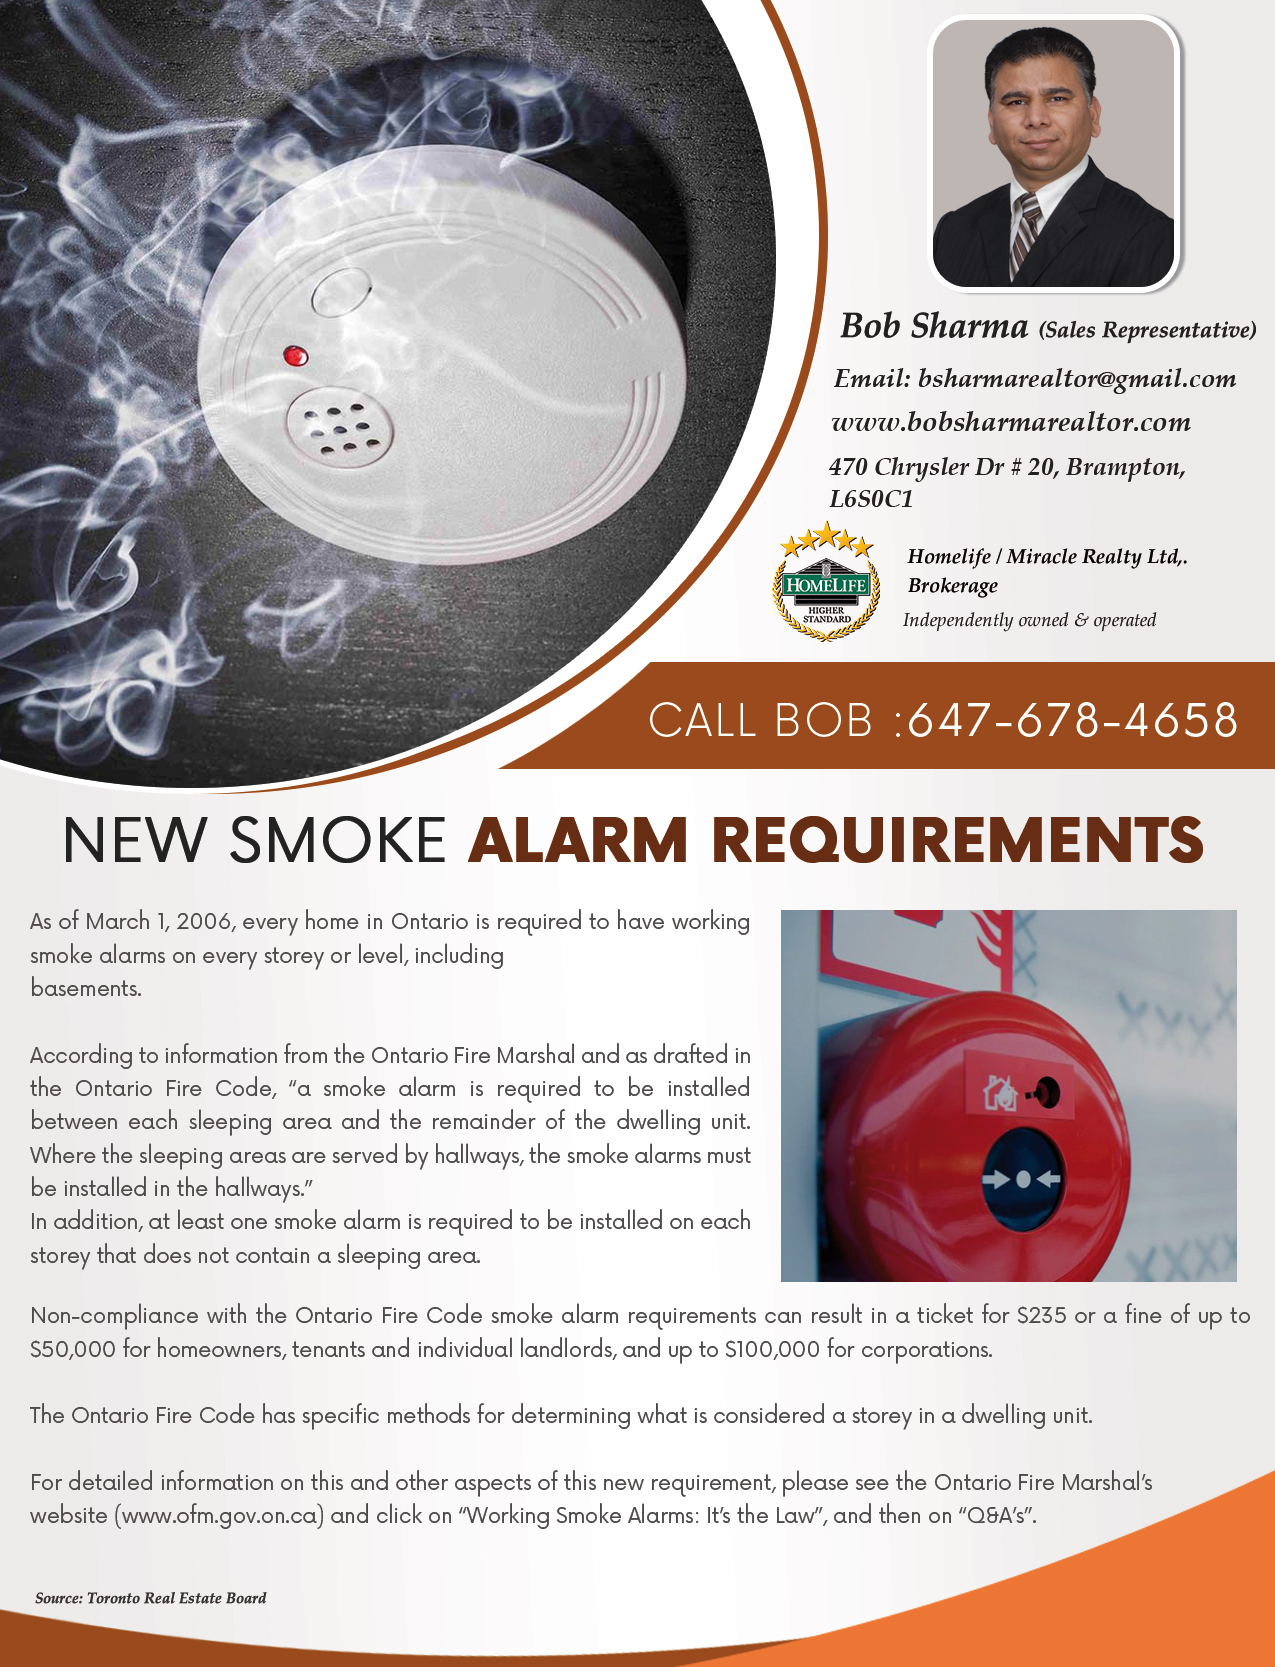 Bob Sharma (Sales Representative)
Email: bsharmarealtor@gmail.com
www.bobsharmarealtor.com
470 Chrysler Dr # 20, Brampton,
L6S0C1
HOMELIFE
HIGHER
STANDARD
Homelife / Miracle Realty Ltd,.
Brokerage
Independently owned & operated
CALL BOB :647-678-4658
NEW SMOKE ALARM REQUIREMENTS
As of March 1, 2006, every home in Ontario is required to have working
smoke alarms on every storey or level, including
basements.
According to information from the Ontario Fire Marshal and as drafted in
the Ontario Fire Code, “a smoke alarm is required to be installed
between each sleeping area and the remainder of the dwelling unit.
Where the sleeping areas are served by hallways, the smoke alarms must
be installed in the hallways.”
In addition, at least one smoke alarm is required to be installed on each
storey that does not contain a sleeping area.
Non-compliance with the Ontario Fire Code smoke alarm requirements can result in a ticket for $235 or a fine of up to
$50,000 for homeowners, tenants and individual landlords, and up to $100,000 for corporations.
The Ontario Fire Code has specific methods for determining what is considered a storey in a dwelling unit.
For detailed information on this and other aspects of this new requirement, please see the Ontario Fire Marshal’s
website (www.ofm.gov.on.ca) and click on “Working Smoke Alarms: It’s the Law”, and then on “Q&A’s”.
Source: Toronto Real Estate Board